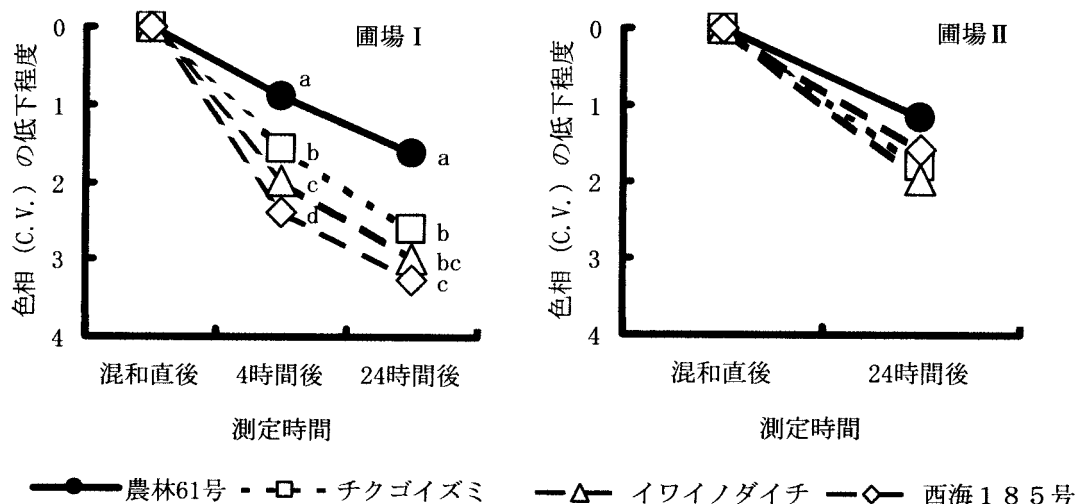 圃場Ⅰ
色相(C.V.)の低下程度
0
1
2
3
4
a
b
c
d
a
b
bc
c
混和直後 4時間後 24時間後
測定時間
圃場Ⅱ
色相(C.V.)の低下程度
0
1
2
3
4
混和直後 24時間後
測定時間
農林61号 チクゴイズミ イワイノダイチ 西海185号